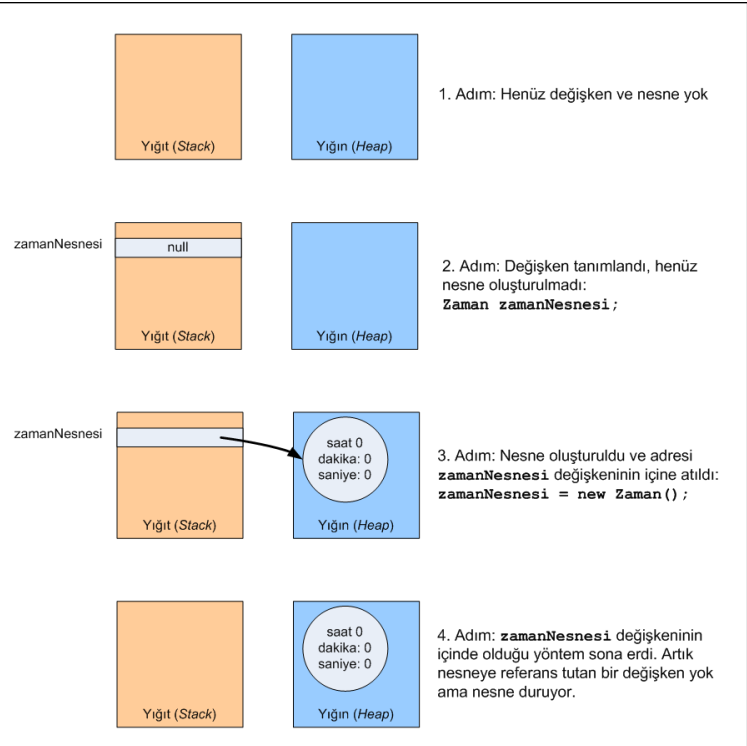 1. Adım: Henüz değişken ve nesne yok
Yığıt (Stack)
Yığın (Heap)
zamanNesnesi
null
2. Adım: Değişken tanımlandı, henüz
nesne oluşturulmadı:
Zaman zamanNesnesi;
Yığıt (Stack)
Yığın (Heap)
zamanNesnesi
saat 0
dakika: 0
saniye: 0
3. Adım: Nesne oluşturuldu ve adresi
zamanNesnesi değişkeninin içine atıldı:
zamanNesnesi = new Zaman();
Yığıt (Stack)
Yığın (Heap)
saat 0
dakika: 0
saniye: 0
4. Adım: zamanNesnesi değişkeninin
içinde olduğu yöntem sona erdi. Artık
nesneye referans tutan bir değişken yok
ama nesne duruyor.
Yığıt (Stack)
Yığın (Heap)